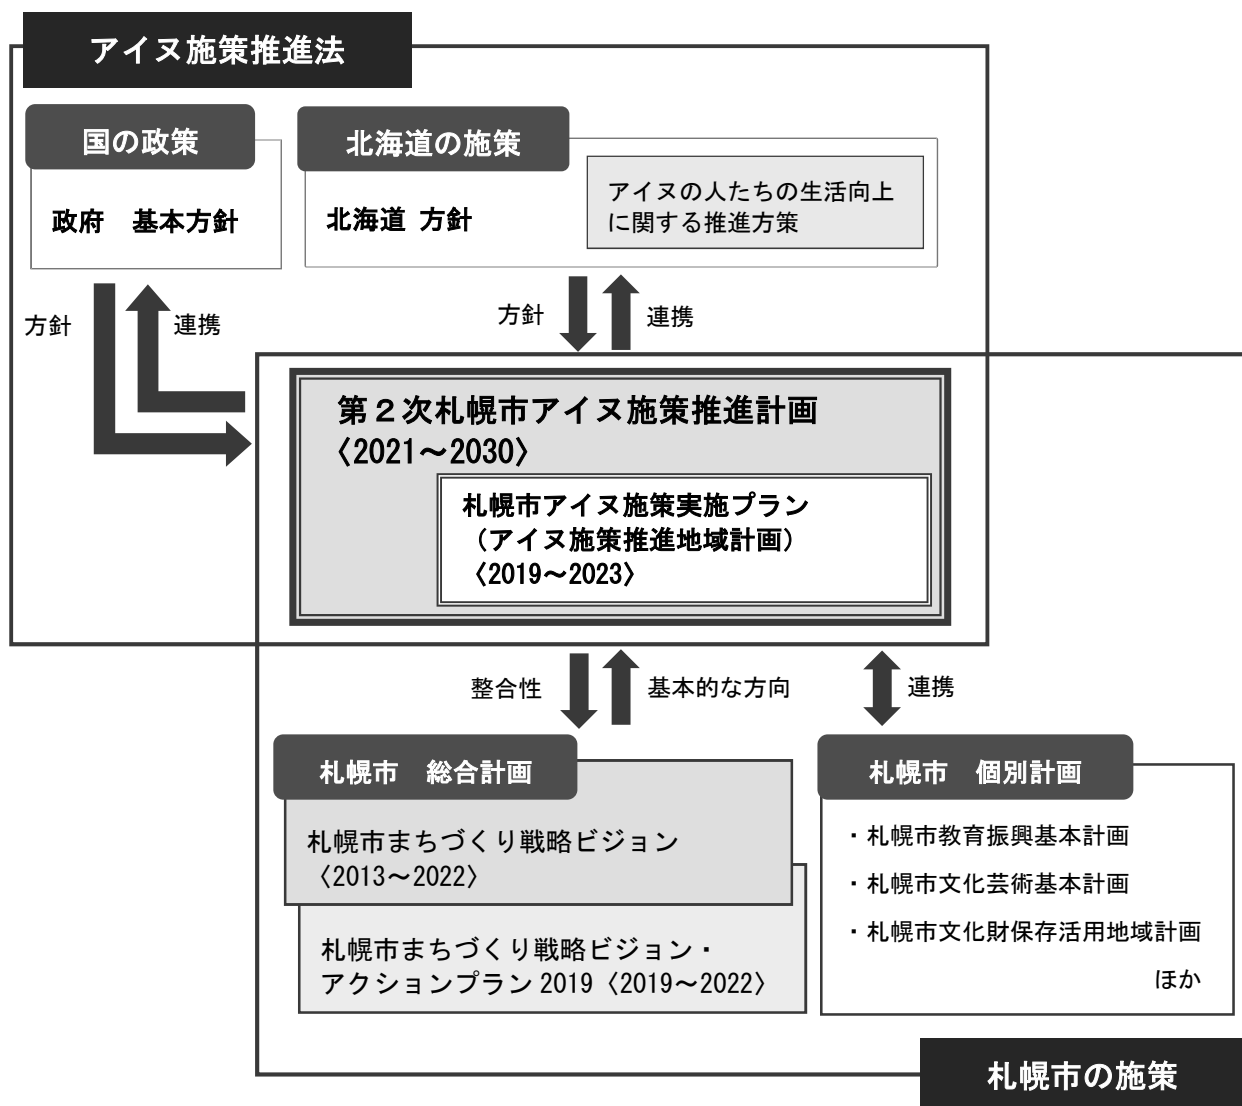 アイヌ施策推進法
国の政策
政府　基本方針
北海道の施策
北海道 方針
アイヌの人たちの生活向上
に関する推進方策
方針
連携
方針
連携
第２次札幌市アイヌ施策推進計画
〈2021～2030〉
札幌市アイヌ施策実施プラン
（アイヌ施策推進地域計画）
〈2019～2023〉
整合性
基本的な方向
連携
札幌市　総合計画
札幌市まちづくり戦略ビジョン
〈2013～2022〉
札幌市まちづくり戦略ビジョン・
アクションプラン 2019〈2019～2022〉
札幌市　個別計画
・札幌市教育振興基本計画
・札幌市文化芸術基本計画
・札幌市文化財保存活用地域計画
ほか
札幌市の施策